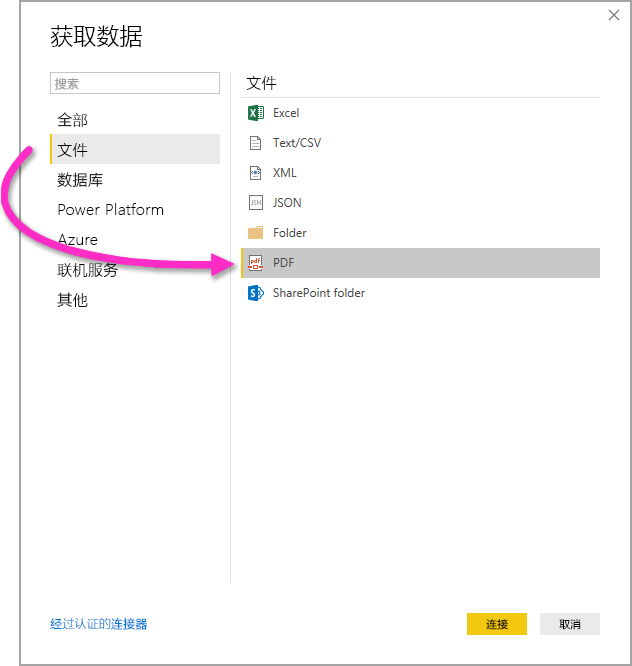 获取数据
搜索
全部
文件
数据库
Power Platform
Azure
联机服务
其他
文件
Excel
Text/CSV
XML
JSON
Folder
PDF
SharePoint folder
经过认证的连接器
连接
取消